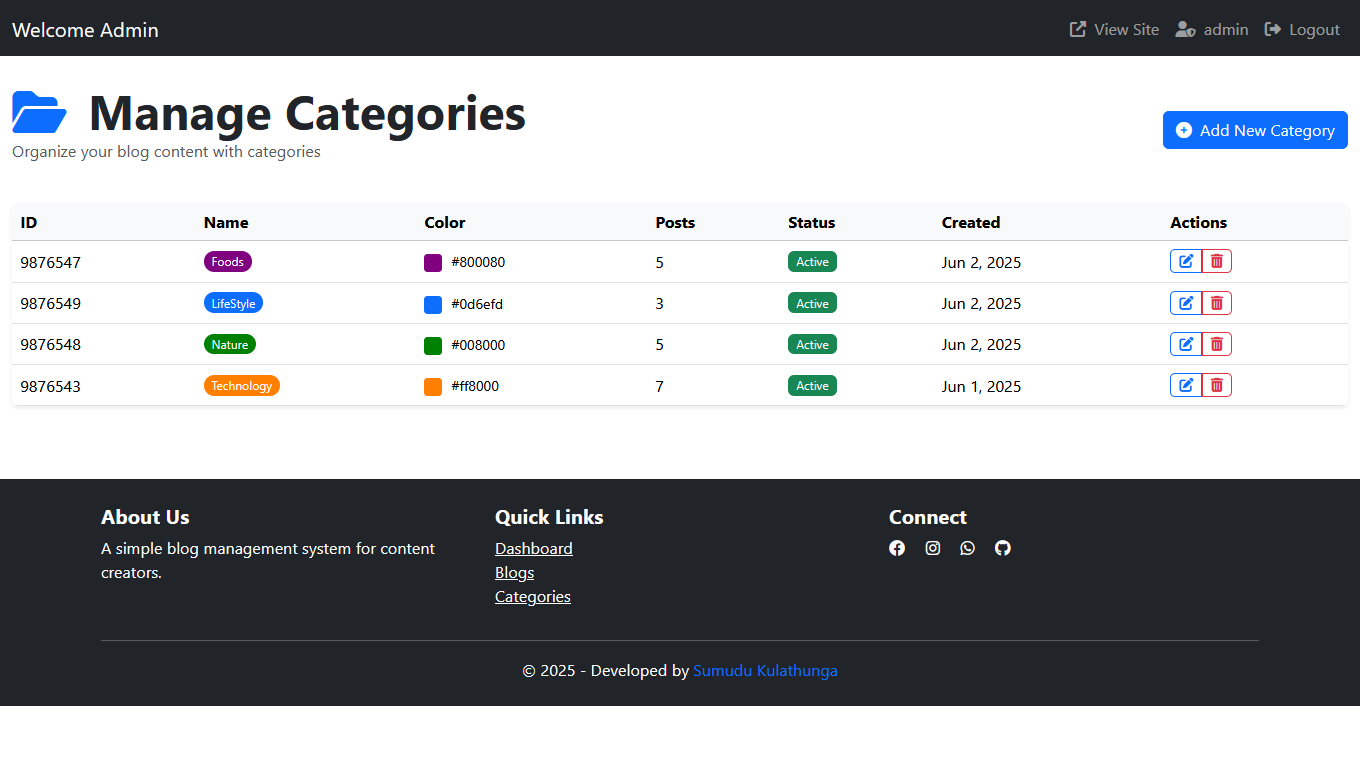 Welcome Admin
View Site admin Logout
Manage Categories
Organize your blog content with categories
Add New Category
ID Name Color Posts Status Created Actions
9876547 Foods #800080 5 Active Jun 2, 2025
9876549 LifeStyle #0d6efd 3 Active Jun 2, 2025
9876548 Nature #008000 5 Active Jun 2, 2025
9876543 Technology #ff8000 7 Active Jun 1, 2025
About Us
A simple blog management system for content
creators.
Quick Links
Dashboard
Blogs
Categories
Connect
© 2025 - Developed by Sumudu Kulathunga